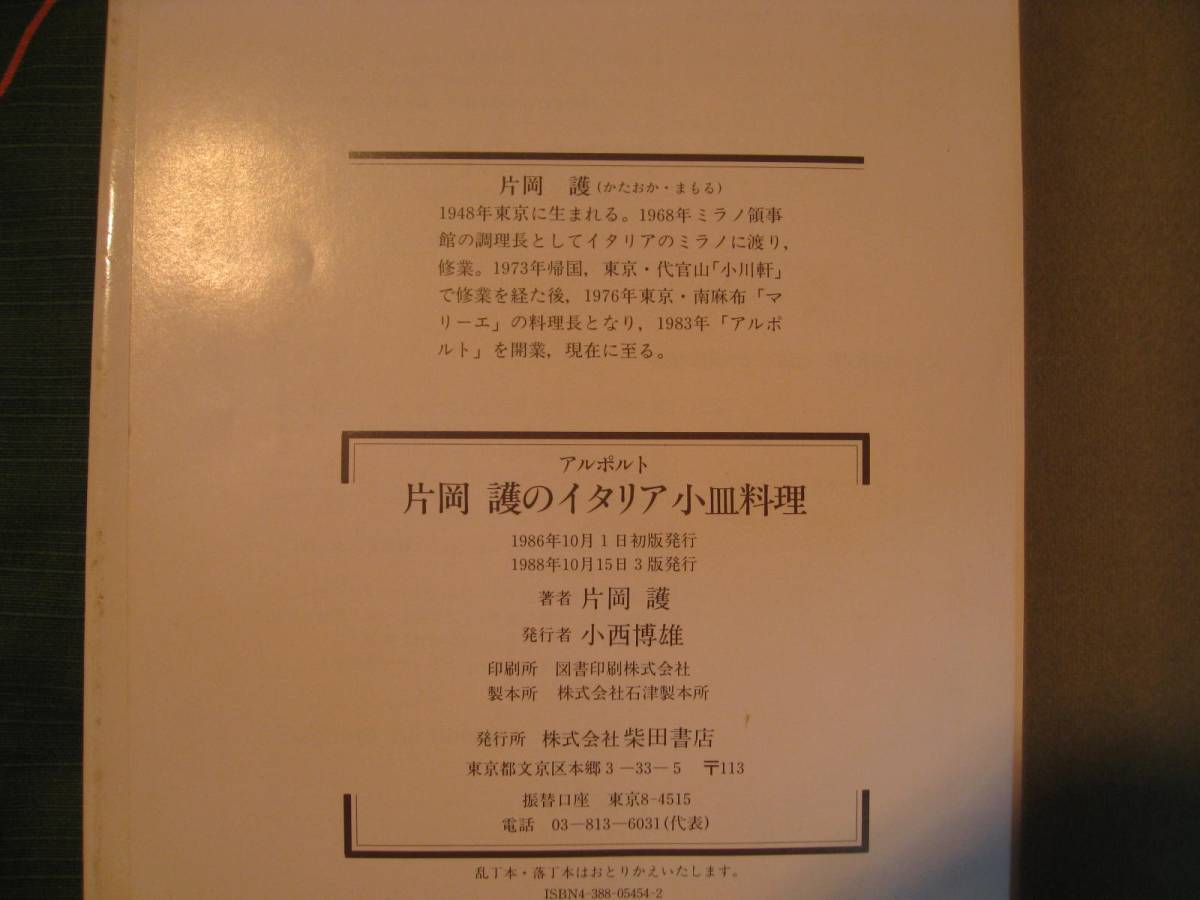 片岡　護(かたおか・まもる)
1948年東京に生まれる。1968年ミラノ領事
館の調理長としてイタリアのミラノに渡り，
修業。1973年帰国，東京・代官山「小川軒」
で修業を経た後，1976年東京・南麻布「マ
リーエ」の料理長となり，1983年「アルポ
ルト」を開業，現在に至る。
アルポルト
片岡 護のイタリア小皿料理
1986年10月1日初版発行
1988年10月15日3版発行
著者 片岡 護
発行者 小西博雄
印刷所　図書印刷株式会社
製本所　株式会社石津製本所
発行所　株式会社柴田書店
東京都文京区本郷3—33—5　〒113
振替口座　東京8-4515
電話　03—813—6031(代表)
乱丁本・落丁本はおとりかえいたします。
ISBN4-388-05454-2